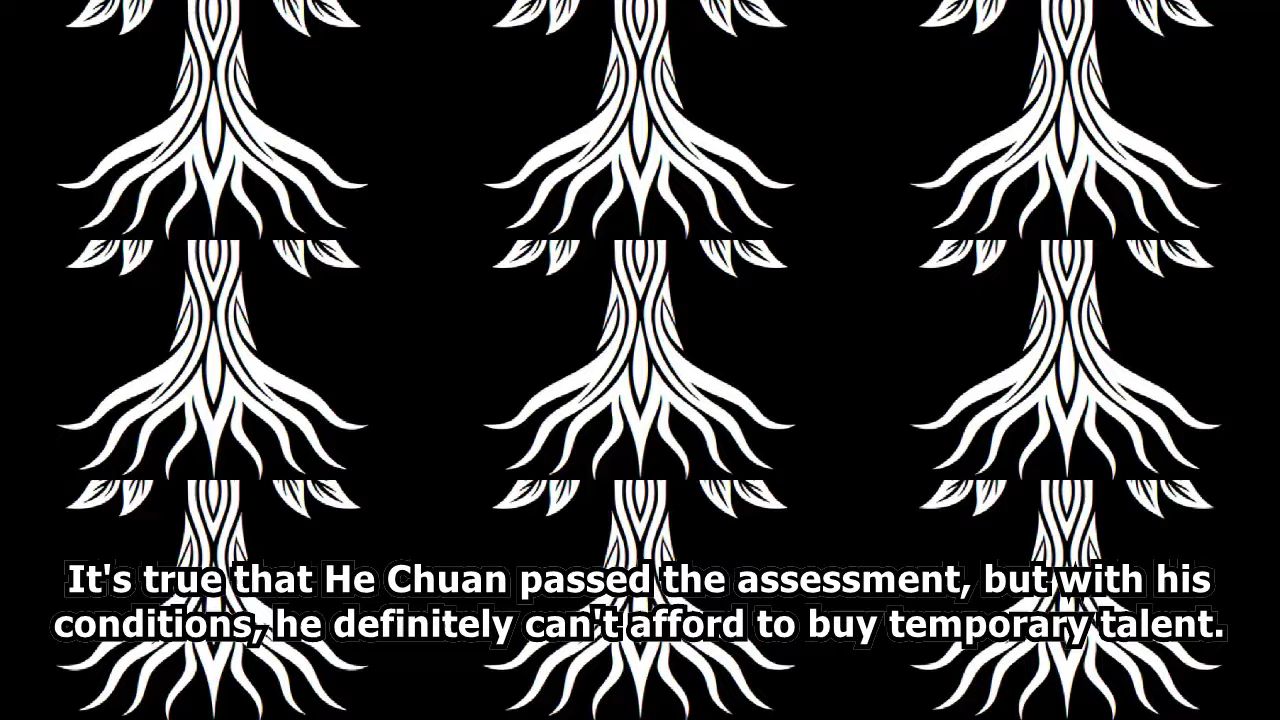 It's true that He Chuan passed the assessment, but with his
conditions, he definitely can't afford to buy temporary talent.